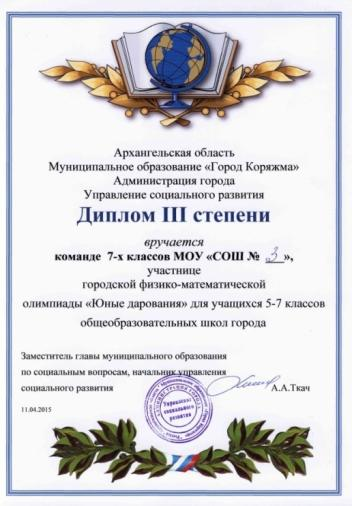 Архангельская область
Муниципальное образование «Город Коряжма»
Администрация города
Управление социального развития
Диплом III степени
вручается
команде 7-х классов МОУ «СОШ № „3“»,
участнице
городской физико-математической
олимпиады «Юные дарования» для учащихся 5-7 классов
общеобразовательных школ города
Заместитель главы муниципального образования
по социальным вопросам, начальник управления
социального развития
А.А.Ткач
Управление
социального
развития
11.04.2015